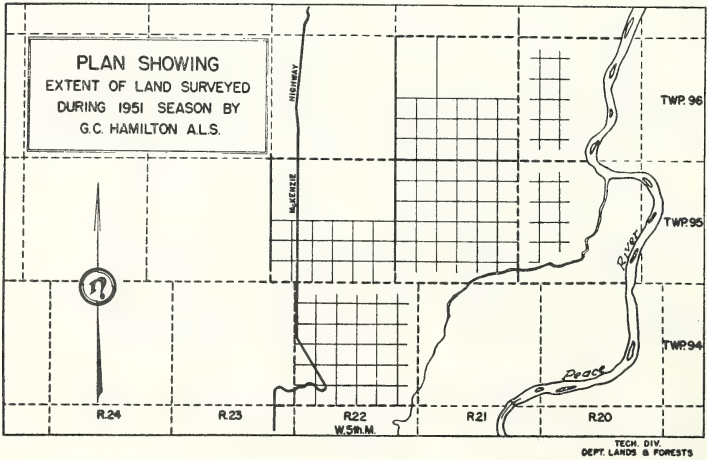 PLAN SHOWING
EXTENT OF LAND SURVEYED
DURING 1951 SEASON BY
G.C. HAMILTON A.L.S.
HIGHWAY
McKENZIE
TWP. 96
TWP. 95
River
TWP. 94
Peace
R.24
R.23
R.22
R.21
R.20
W.5th.M.
TECH. DIV.
DEPT. LANDS & FORESTS